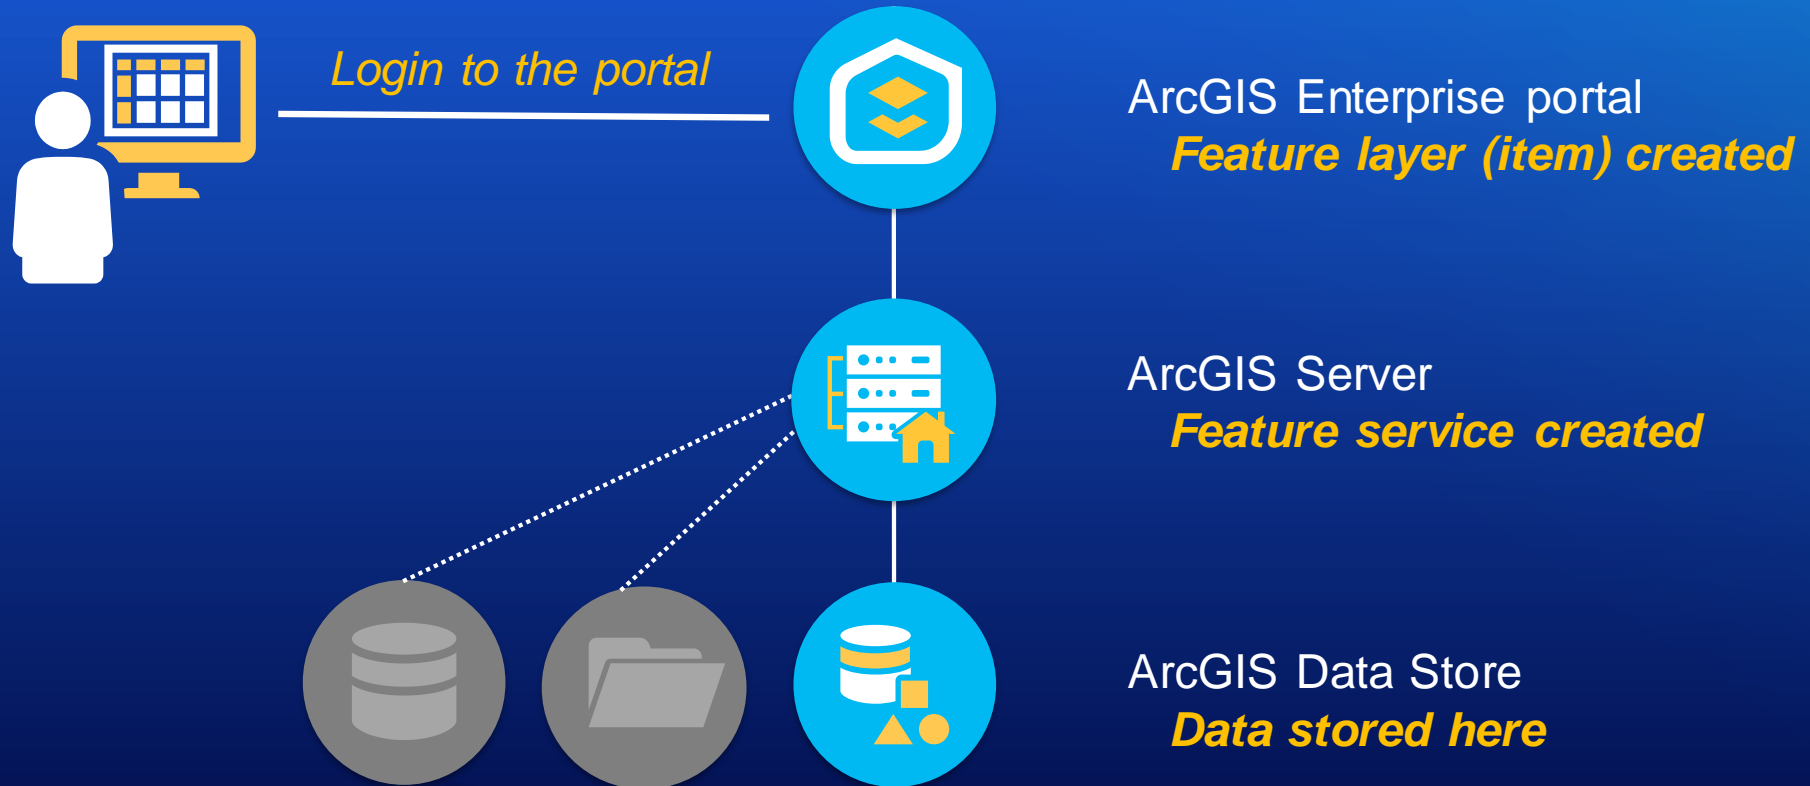 Login to the portal
ArcGIS Enterprise portal
Feature layer (item) created
ArcGIS Server
Feature service created
ArcGIS Data Store
Data stored here